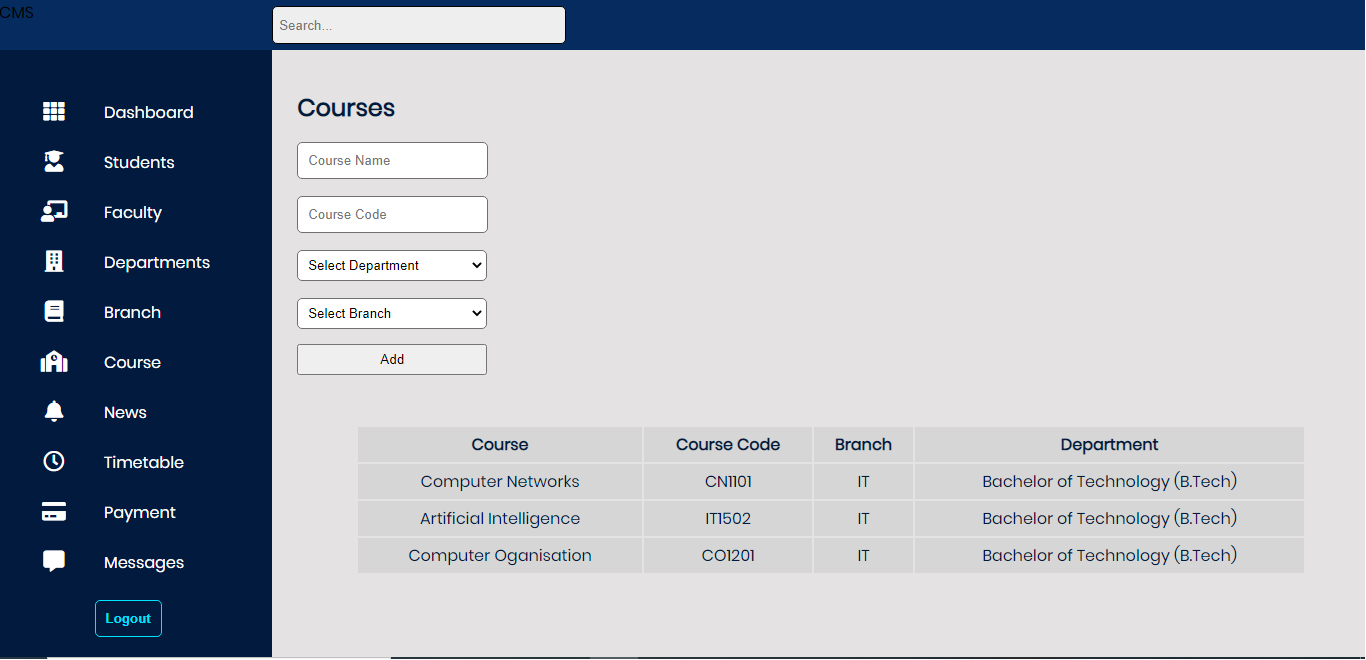 CMS
Search...
Dashboard
Students
Faculty
Departments
Branch
Course
News
Timetable
Payment
Messages
Logout
Courses
Course Name
Course Code
Select Department
Select Branch
Add
Course Course Code Branch Department
Computer Networks CN1101 IT Bachelor of Technology (B.Tech)
Artificial Intelligence IT1502 IT Bachelor of Technology (B.Tech)
Computer Oganisation CO1201 IT Bachelor of Technology (B.Tech)